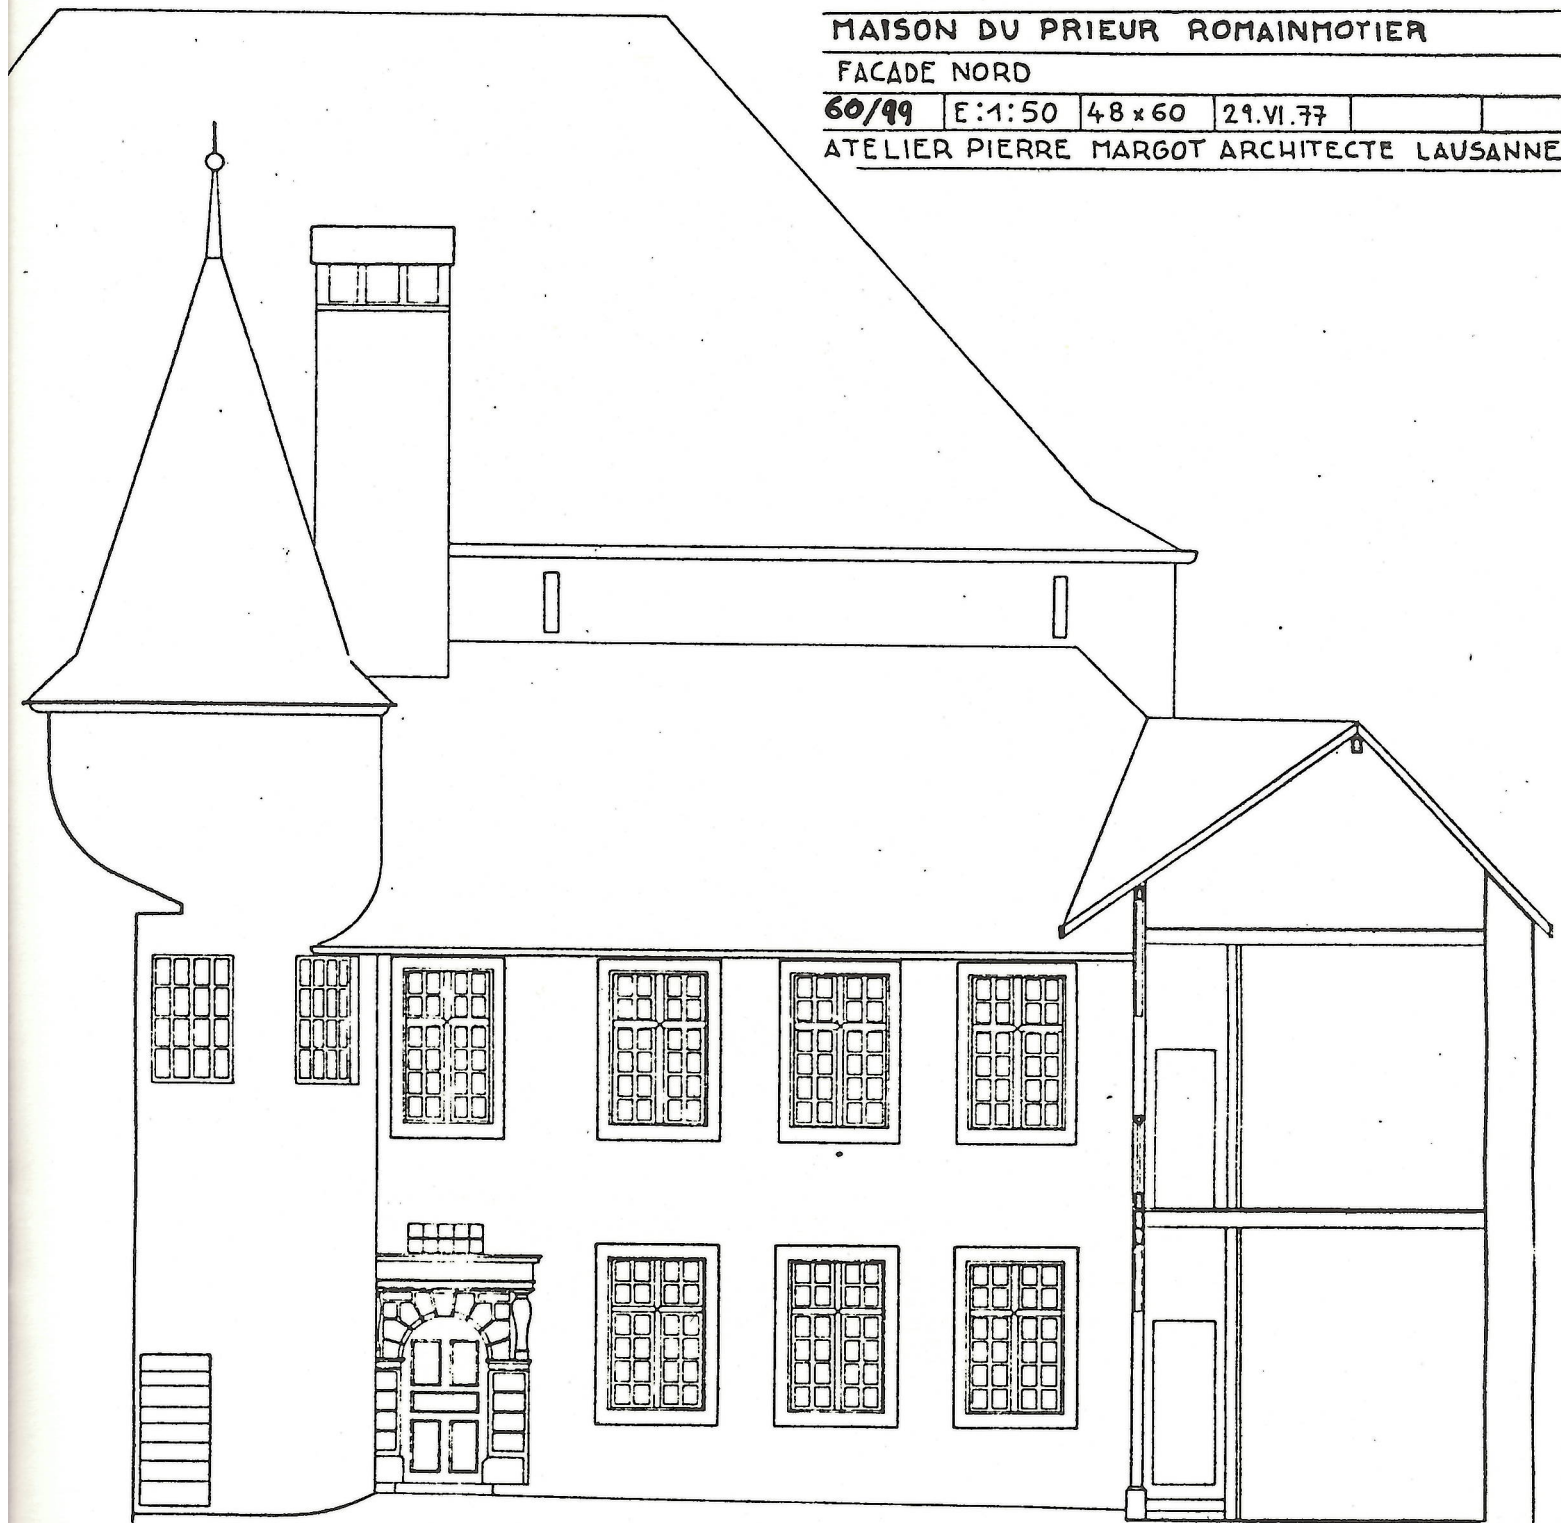 MAISON DU PRIEUR ROMAINMOTIER
FACADE NORD
60/99 E:1:50 48x60 29.VI.77
ATELIER PIERRE MARGOT ARCHITECTE LAUSANNE